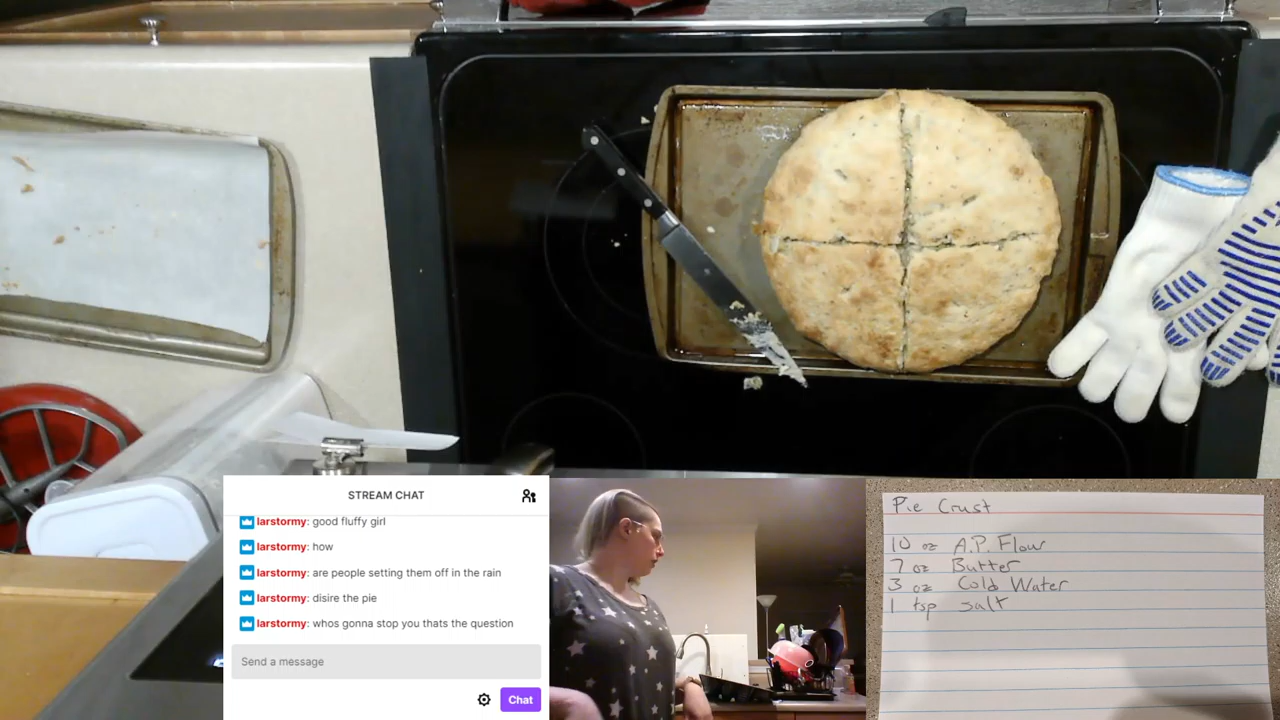 STREAM CHAT
larstormy: good fluffy girl
larstormy: how
larstormy: are people setting them off in the rain
larstormy: disire the pie
larstormy: whos gonna stop you thats the question
Send a message
Chat
Pie Crust
10 oz A.P. Flour
7 oz Butter
3 oz Cold Water
1 tsp salt